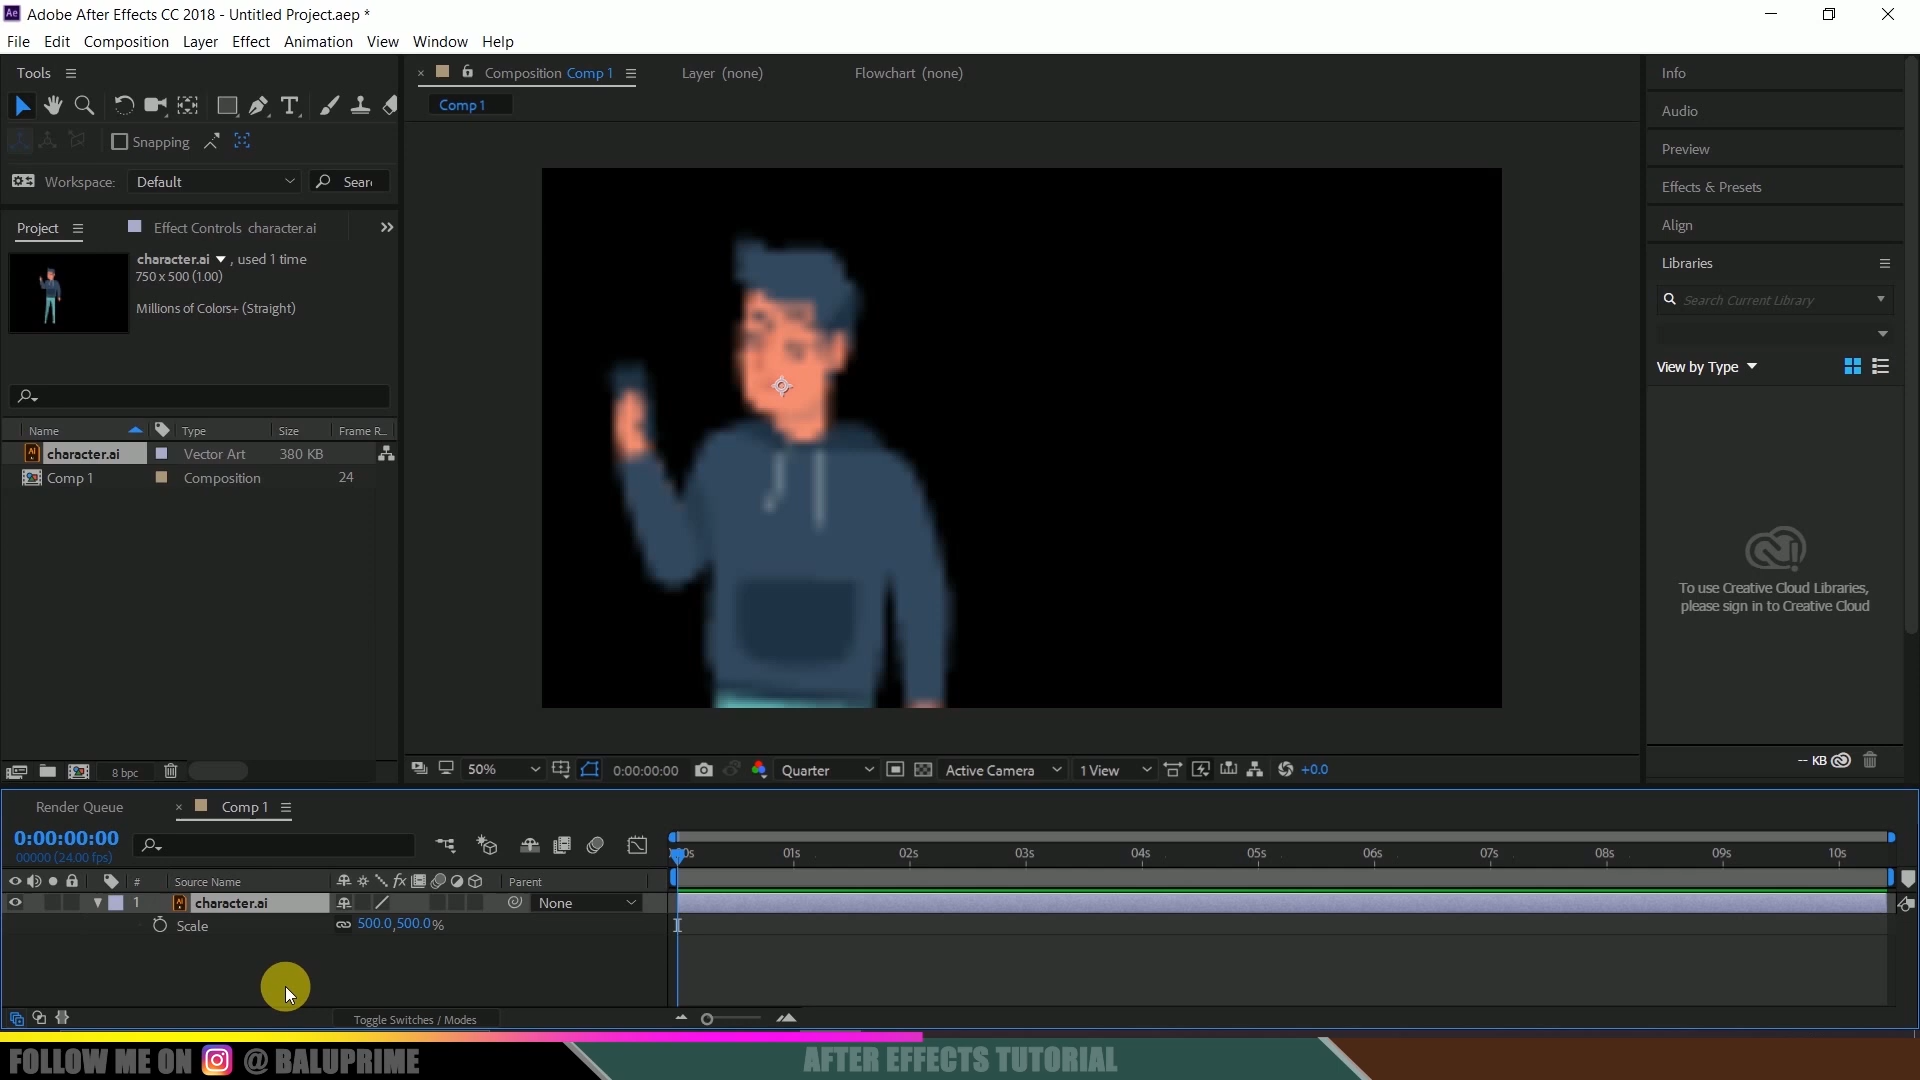 Adobe After Effects CC 2018 - Untitled Project.aep *
File Edit Composition Layer Effect Animation View Window Help
Tools
Snapping
Workspace: Default Sear
Project Effect Controls character.ai
character.ai , used 1 time
750 x 500 (1.00)
Millions of Colors+ (Straight)
Name Type Size Frame R...
character.ai Vector Art 380 KB
Comp 1 Composition 24
8 bpc
Composition Comp 1 Layer (none) Flowchart (none)
Comp 1
50% 0:00:00:00 Quarter Active Camera 1 View +0.0
Info
Audio
Preview
Effects & Presets
Align
Libraries
Search Current Library
View by Type
To use Creative Cloud Libraries,
please sign in to Creative Cloud
-- KB
Render Queue Comp 1
0:00:00:00
00000 (24.00 fps)
01s 02s 03s 04s 05s 06s 07s 08s 09s 10s
# Source Name fx Parent
1 character.ai None
Scale 500.0,500.0%
Toggle Switches / Modes
FOLLOW ME ON @ BALUPRIME
AFTER EFFECTS TUTORIAL